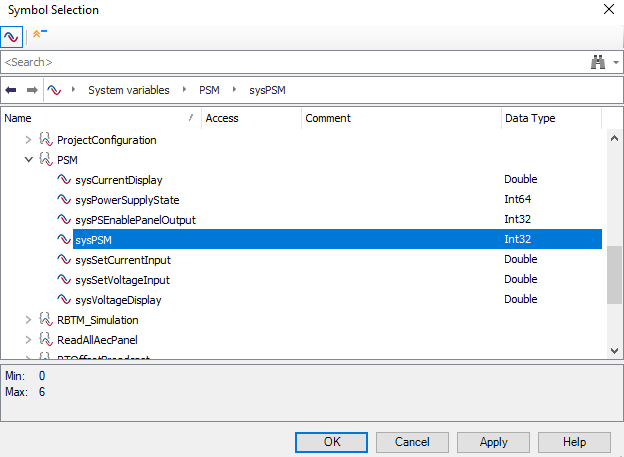 Symbol Selection
<Search>
System variables PSM sysPSM
Name / Access Comment Data Type
ProjectConfiguration
PSM
sysCurrentDisplay Double
sysPowerSupplyState Int64
sysPSEnablePanelOutput Int32
sysPSM Int32
sysSetCurrentInput Double
sysSetVoltageInput Double
sysVoltageDisplay Double
RBTM_Simulation
ReadAllAecPanel
RTOffsetBroadcast
Min: 0
Max: 6
OK Cancel Apply Help